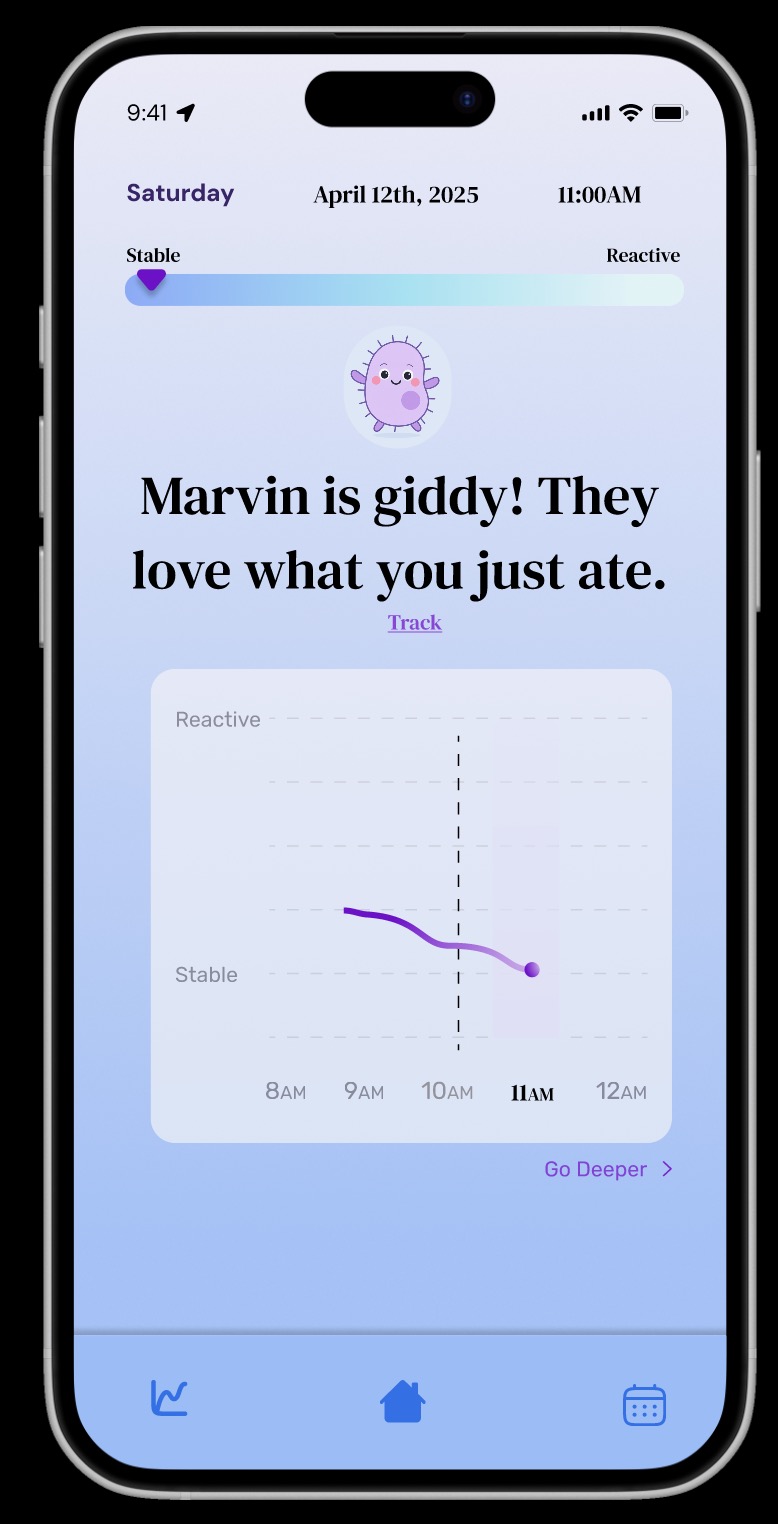 9:41
Saturday April 12th, 2025 11:00AM
Stable Reactive
Marvin is giddy! They
love what you just ate.
Track
Reactive
Stable
8AM 9AM 10AM 11AM 12AM
Go Deeper